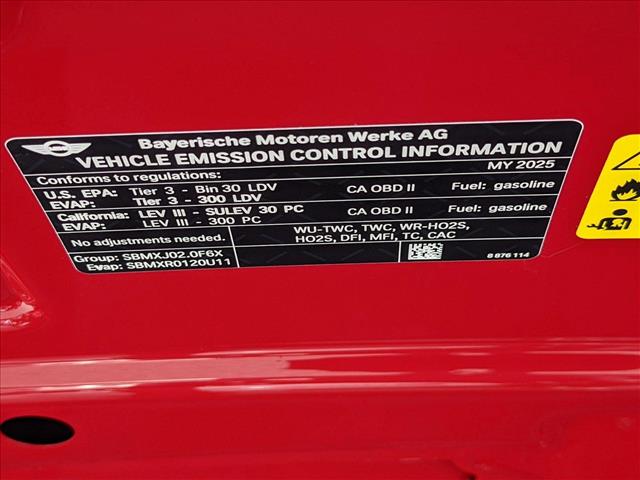 Bayerische Motoren Werke AG
VEHICLE EMISSION CONTROL INFORMATION
Conforms to regulations: MY 2025
U.S. EPA: Tier 3 - Bin 30 LDV CA OBD II Fuel: gasoline
EVAP: Tier 3 - 300 LDV
California: LEV III - SULEV 30 PC CA OBD II Fuel: gasoline
EVAP: LEV III - 300 PC
No adjustments needed. WU-TWC, TWC, WR-HO2S,
HO2S, DFI, MFI, TC, CAC
Group: SBMXJ02.0F6X
Evap: SBMXR0120U11 8 876 114